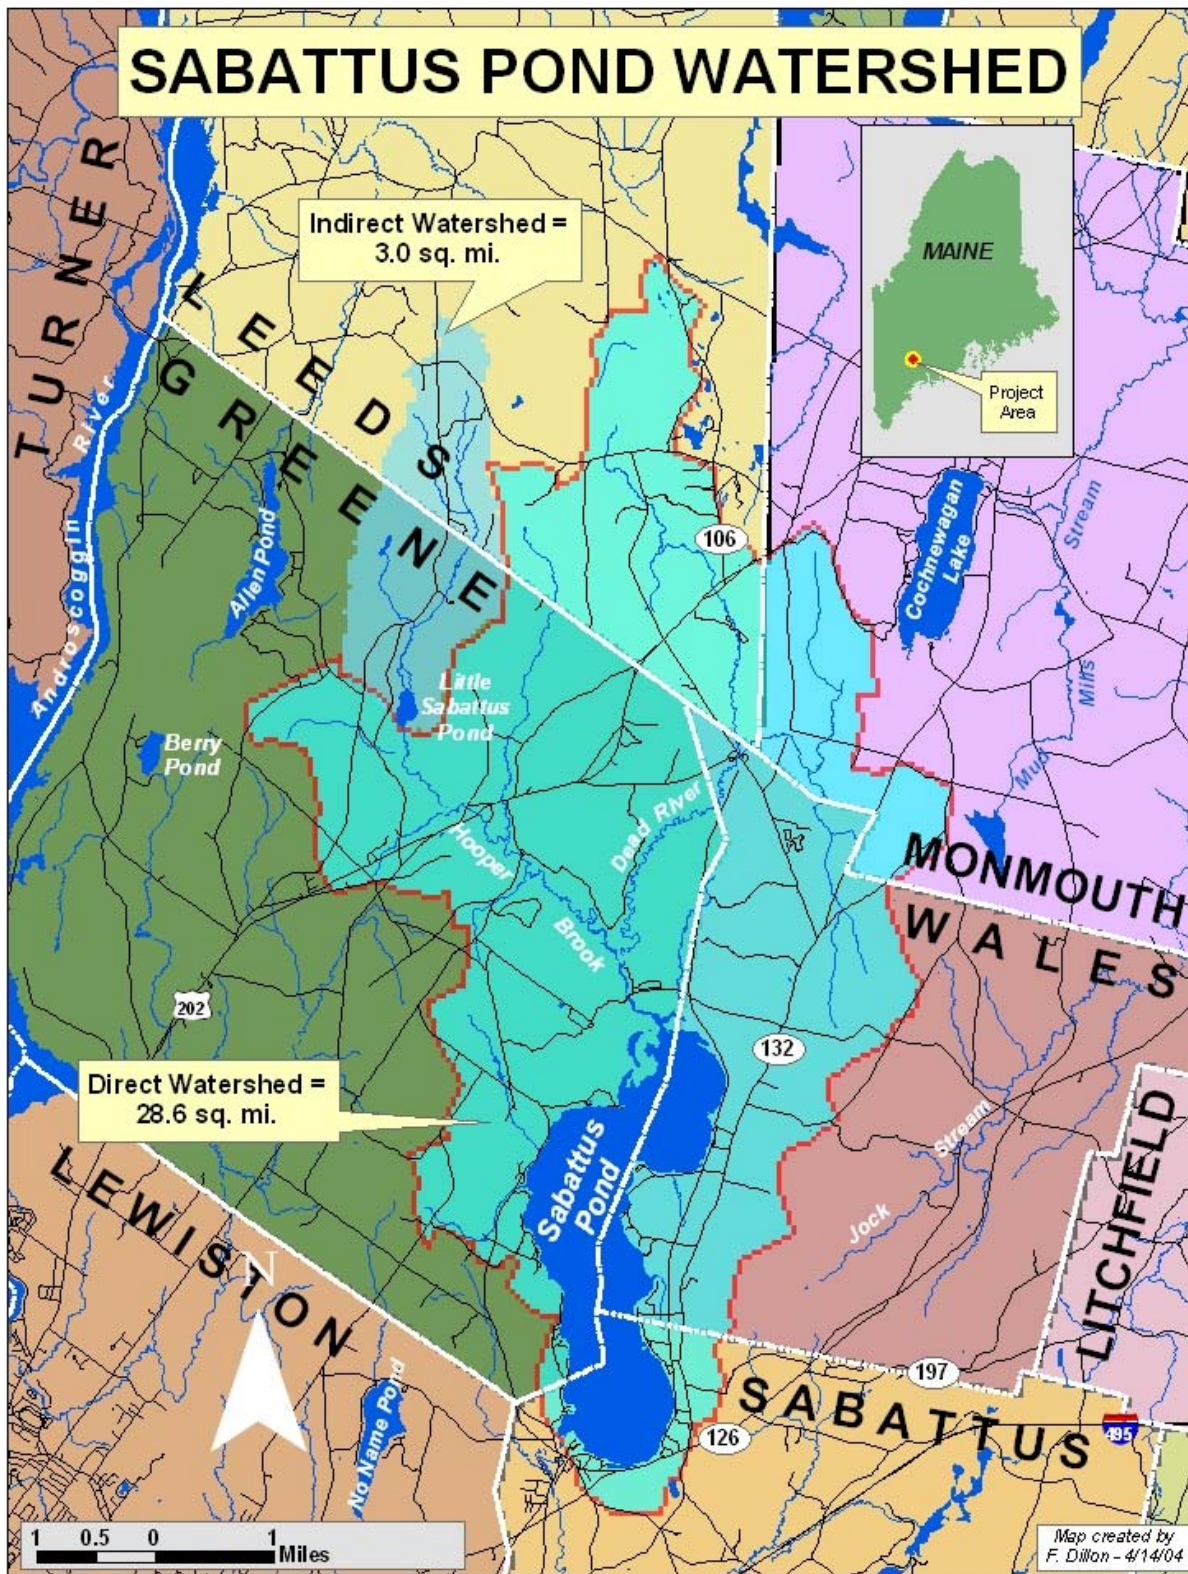 SABATTUS POND WATERSHED
TURNER
LEEDS
GREENE
Indirect Watershed =
3.0 sq. mi.
MAINE
Project
Area
Androscoggin River
Allen Pond
106
Cochnewagan
Lake
Stream
Mills
Mud
Little
Sabattus
Pond
Berry
Pond
Hooper
Brook
Dead River
MONMOUTH
WALES
202
132
Direct Watershed =
28.6 sq. mi.
Sabattus
Pond
Jock
Stream
LITCHFIELD
LEWISTON
N
No Name Pond
197
SABATTUS
126
495
1 0.5 0 1
Miles
Map created by
F. Dillon - 4/14/04